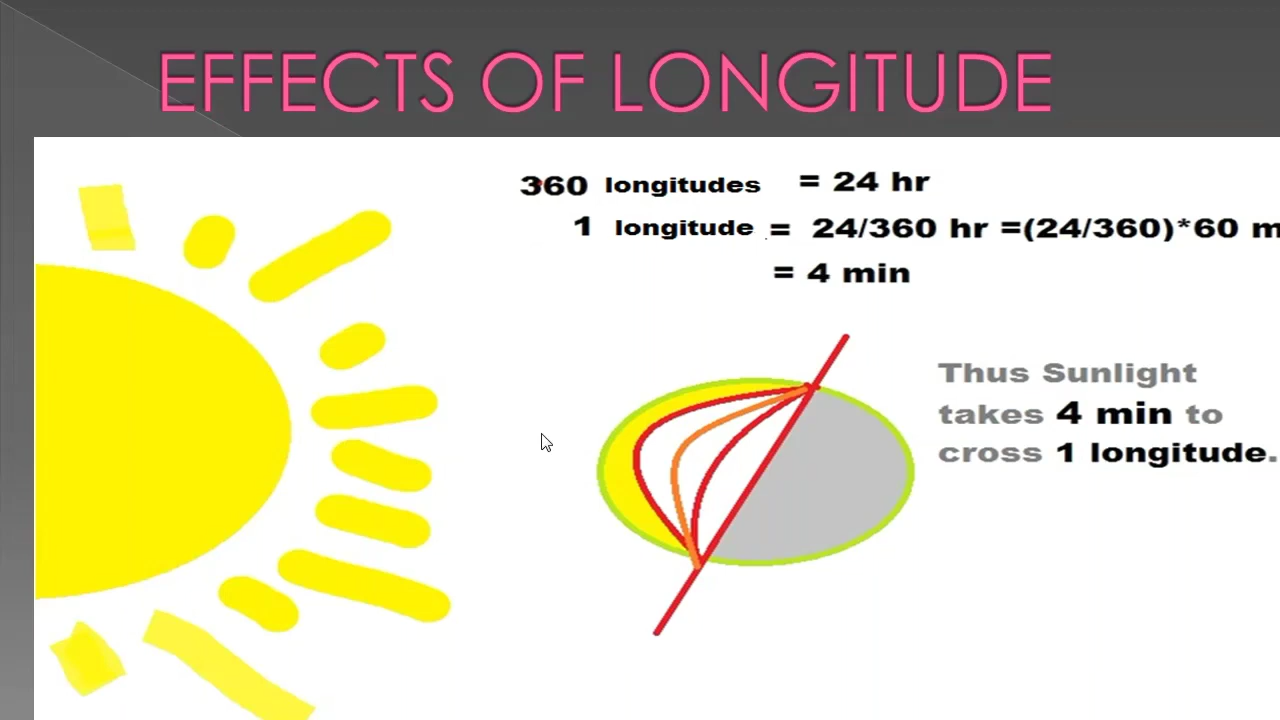 EFFECTS OF LONGITUDE
360 longitudes = 24 hr
1 longitude = 24/360 hr =(24/360)*60 m
= 4 min
Thus Sunlight
takes 4 min to
cross 1 longitude.